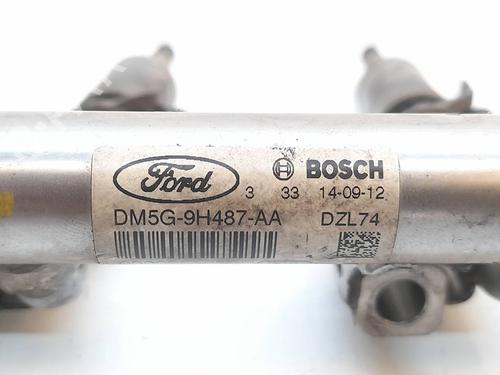 Ford 3 33 BOSCH 14-09-12
DM5G-9H487-AA DZL74